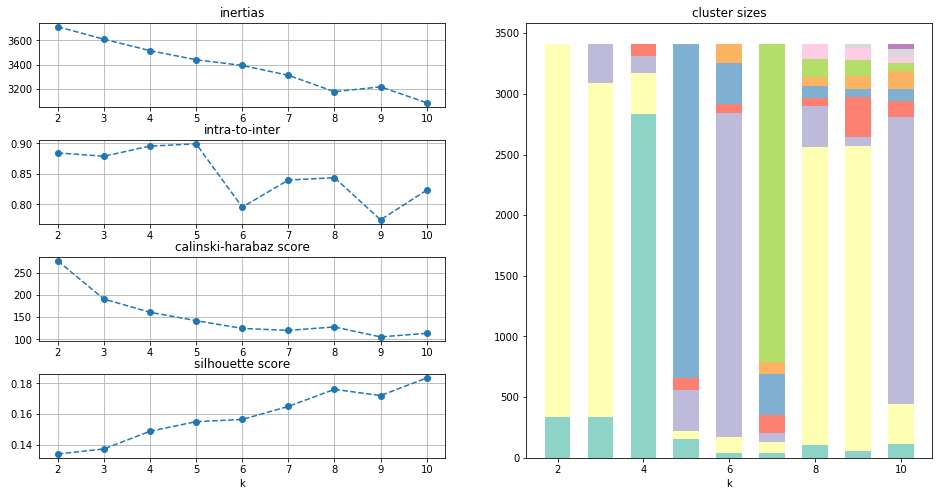 inertias
3600
3400
3200
2 3 4 5 6 7 8 9 10
intra-to-inter
0.90
0.85
0.80
2 3 4 5 6 7 8 9 10
calinski-harabaz score
250
200
150
100
2 3 4 5 6 7 8 9 10
silhouette score
0.18
0.16
0.14
2 3 4 5 6 7 8 9 10
k
cluster sizes
3500
3000
2500
2000
1500
1000
500
0
2 4 6 8 10
k